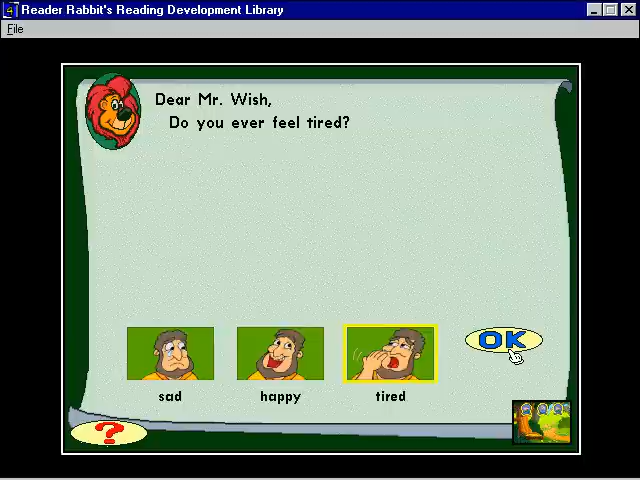 Reader Rabbit's Reading Development Library
File
Dear Mr. Wish,
Do you ever feel tired?
OK
sad happy tired
?